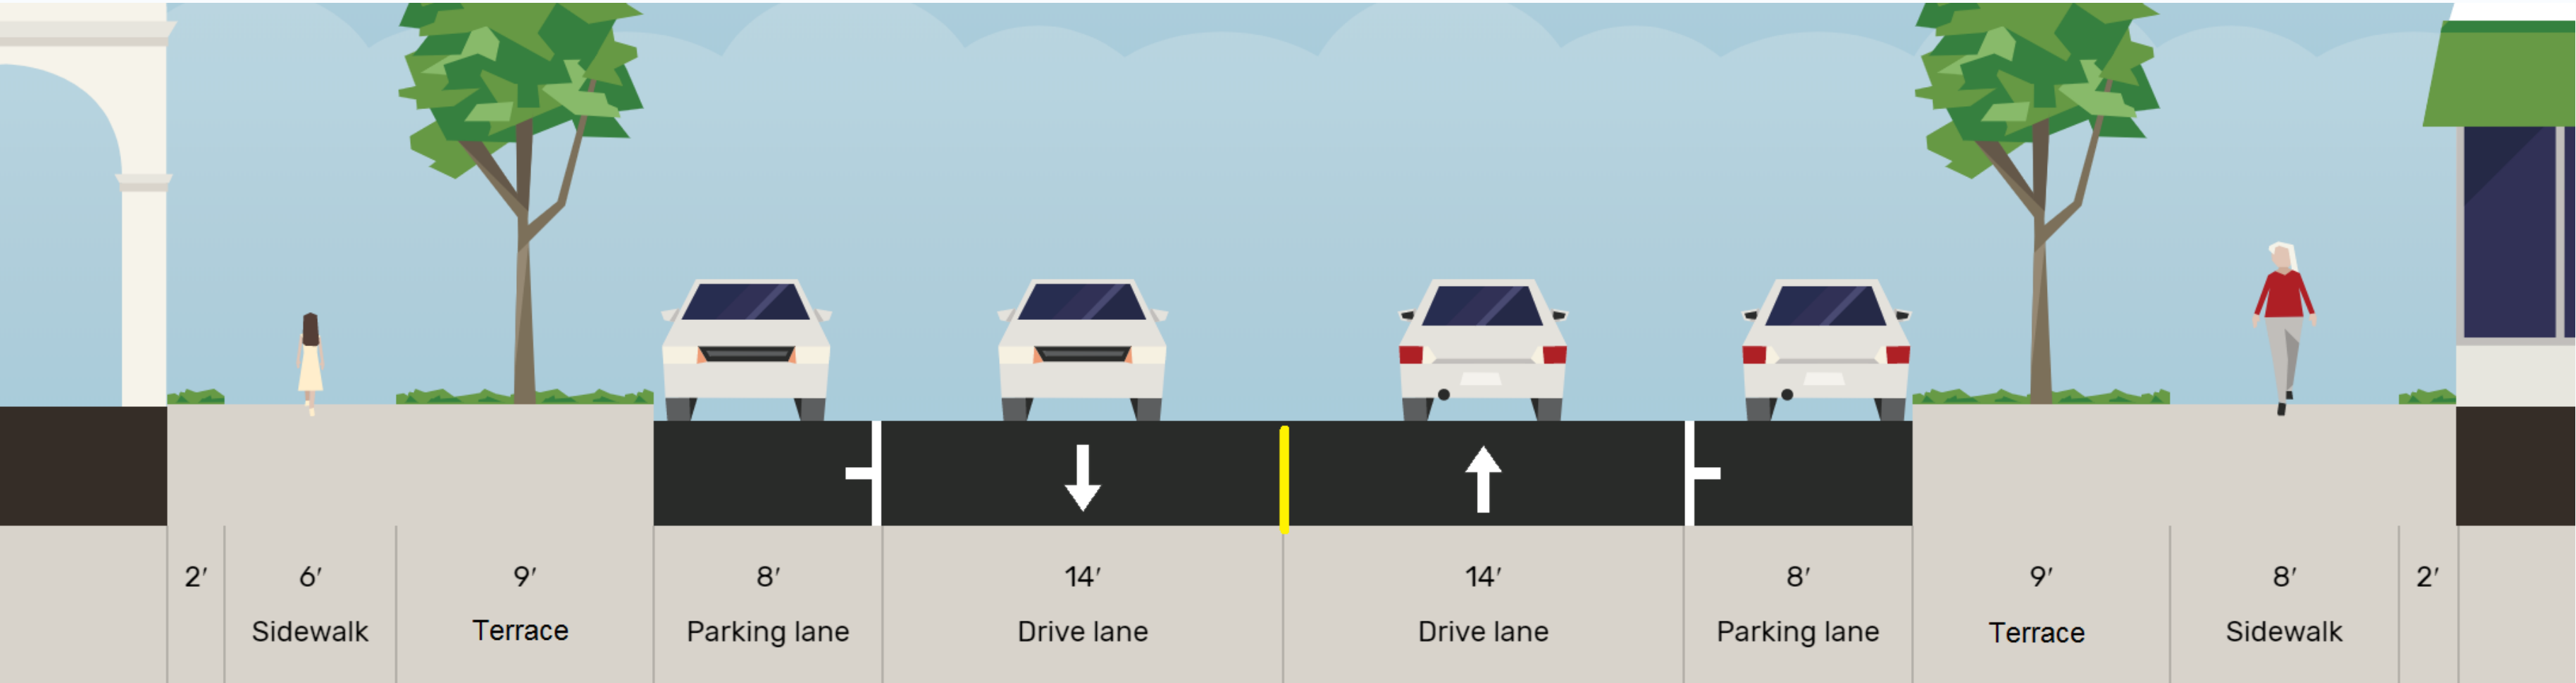 2′ 6′ 9′ 8′ 14′ 14′ 8′ 9′ 8′ 2′
Sidewalk Terrace Parking lane Drive lane Drive lane Parking lane Terrace Sidewalk